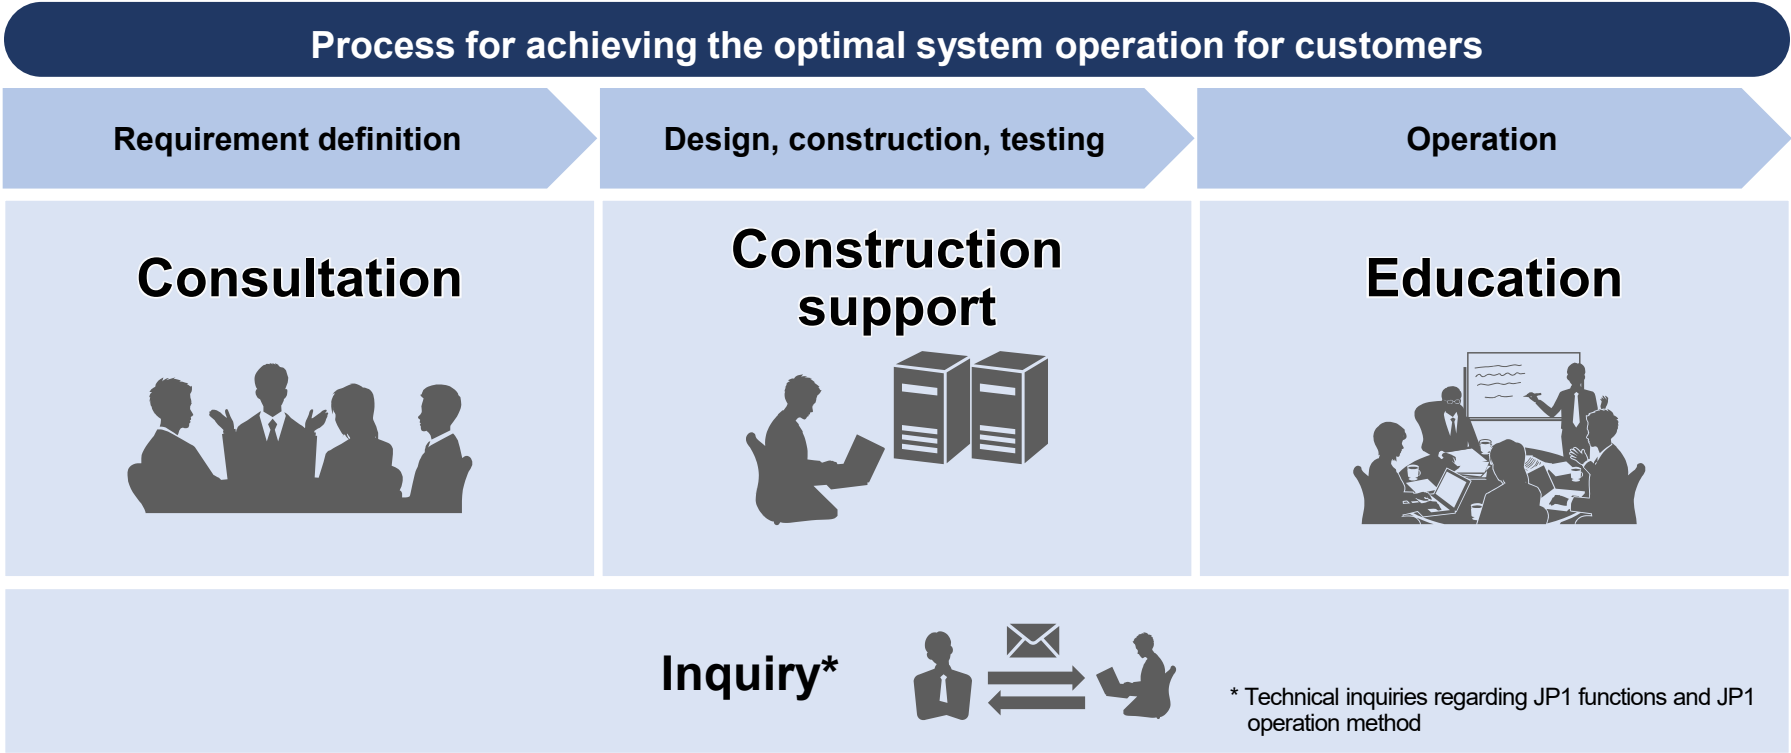 Process for achieving the optimal system operation for customers
Requirement definition
Design, construction, testing
Operation
Consultation
Construction
support
Education
Inquiry*
* Technical inquiries regarding JP1 functions and JP1
operation method